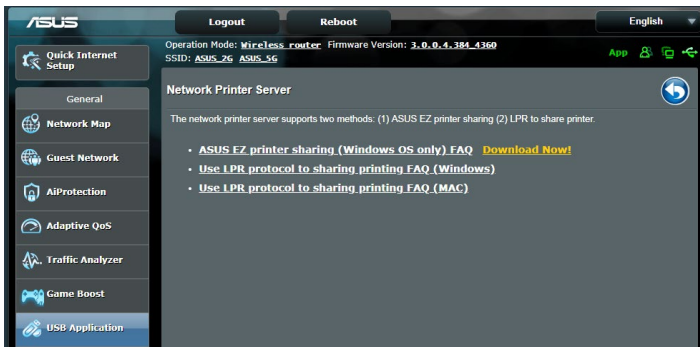 ASUS
Logout
Reboot
English
Quick Internet
Setup
Operation Mode: Wireless router Firmware Version: 3.0.0.4.384_4360
SSID: ASUS_2G ASUS_5G
App
General
Network Map
Guest Network
AiProtection
Adaptive QoS
Traffic Analyzer
Game Boost
USB Application
Network Printer Server
The network printer server supports two methods: (1) ASUS EZ printer sharing (2) LPR to share printer.
ASUS EZ printer sharing (Windows OS only) FAQ Download Now!
Use LPR protocol to sharing printing FAQ (Windows)
Use LPR protocol to sharing printing FAQ (MAC)